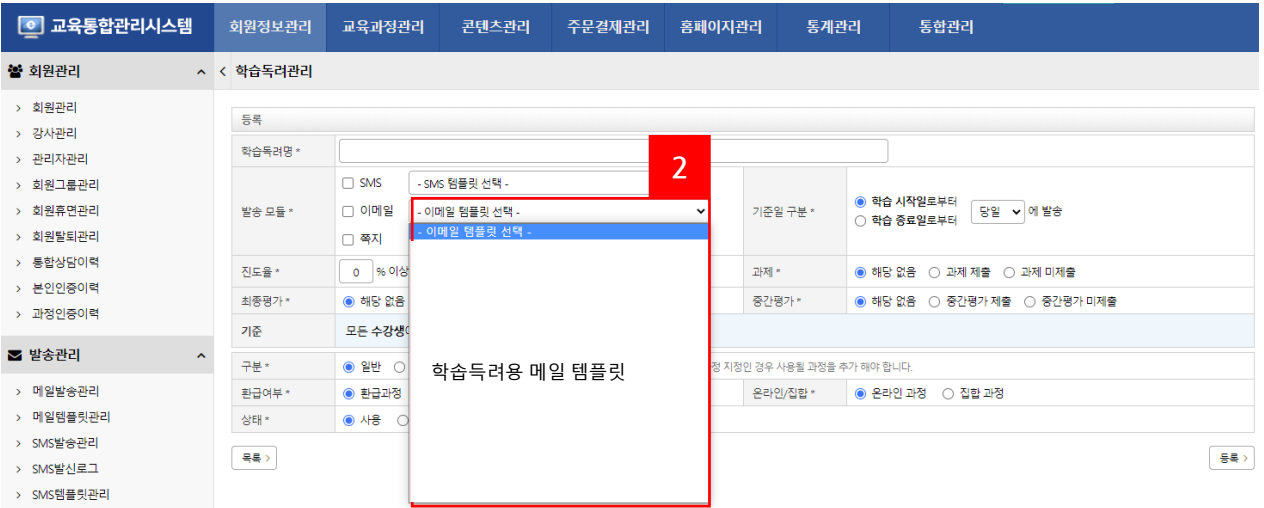 교육통합관리시스템 회원정보관리 교육과정관리 콘텐츠관리 주문결제관리 홈페이지관리 통계관리 통합관리
회원관리
학습독려관리
회원관리
강사관리
관리자관리
회원그룹관리
회원휴면관리
회원탈퇴관리
통합상담이력
본인인증이력
과정인증이력
발송관리
메일발송관리
메일템플릿관리
SMS발송관리
SMS발신로그
SMS템플릿관리
등록
학습독려명 *
2
발송 모듈 *
SMS - SMS 템플릿 선택 -
이메일 - 이메일 템플릿 선택 -
- 이메일 템플릿 선택 -
쪽지
기준일 구분 *
학습 시작일로부터
학습 종료일로부터
당일 에 발송
진도율 * 0 % 이상
과제 * 해당 없음 과제 제출 과제 미제출
최종평가 * 해당 없음
중간평가 * 해당 없음 중간평가 제출 중간평가 미제출
기준 모든 수강생
학습득려용 메일 템플릿
구분 * 일반 정 지정인 경우 사용될 과정을 추가 해야 합니다.
환급여부 * 환급과정
온라인/집합 * 온라인 과정 집합 과정
상태 * 사용
목록
등록